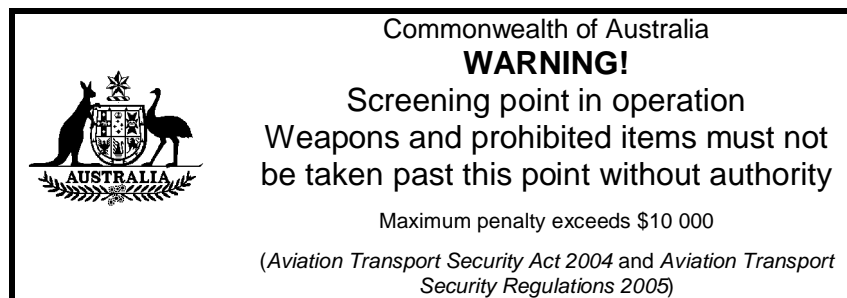 Commonwealth of Australia
WARNING!
Screening point in operation
Weapons and prohibited items must not
be taken past this point without authority
AUSTRALIA
Maximum penalty exceeds $10 000
(Aviation Transport Security Act 2004 and Aviation Transport
Security Regulations 2005)